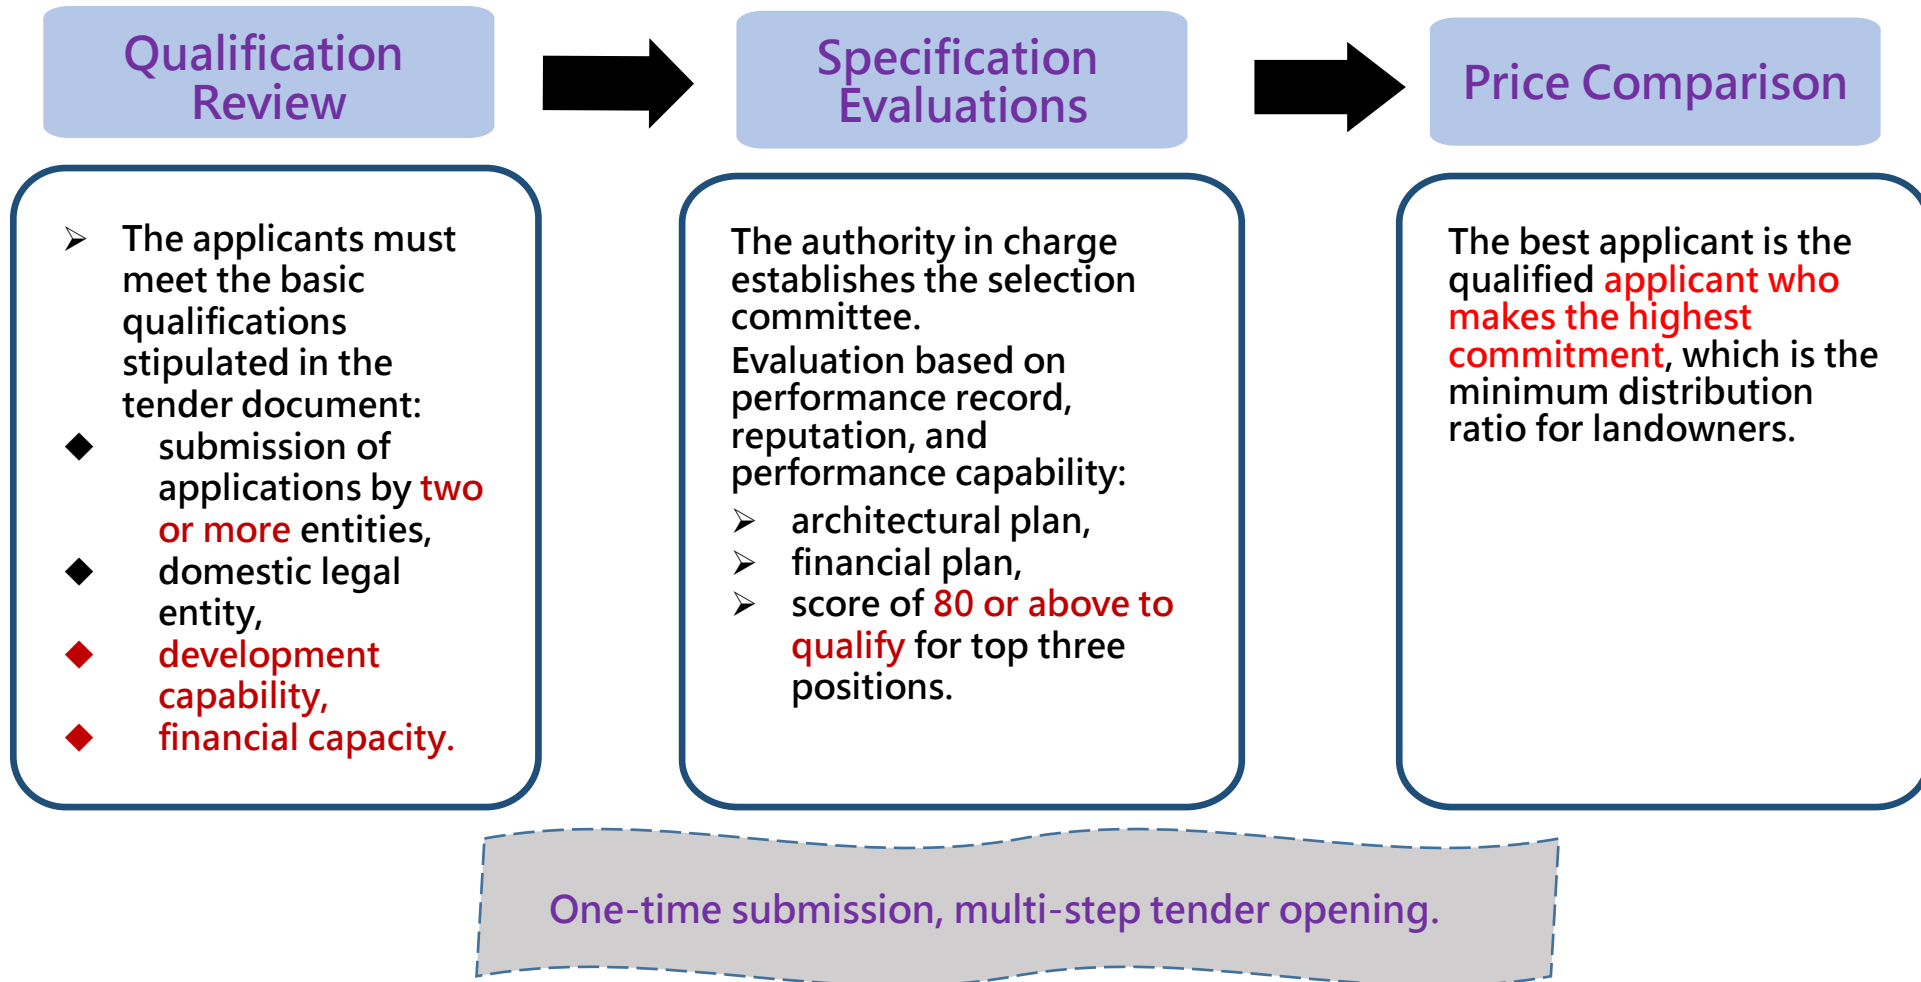 Qualification
Review
Specification
Evaluations
Price Comparison
➢ The applicants must
meet the basic
qualifications
stipulated in the
tender document:
◆ submission of
applications by two
or more entities,
◆ domestic legal
entity,
◆ development
capability,
◆ financial capacity.
The authority in charge
establishes the selection
committee.
Evaluation based on
performance record,
reputation, and
performance capability:
➢ architectural plan,
➢ financial plan,
➢ score of 80 or above to
qualify for top three
positions.
The best applicant is the
qualified applicant who
makes the highest
commitment, which is the
minimum distribution
ratio for landowners.
One-time submission, multi-step tender opening.